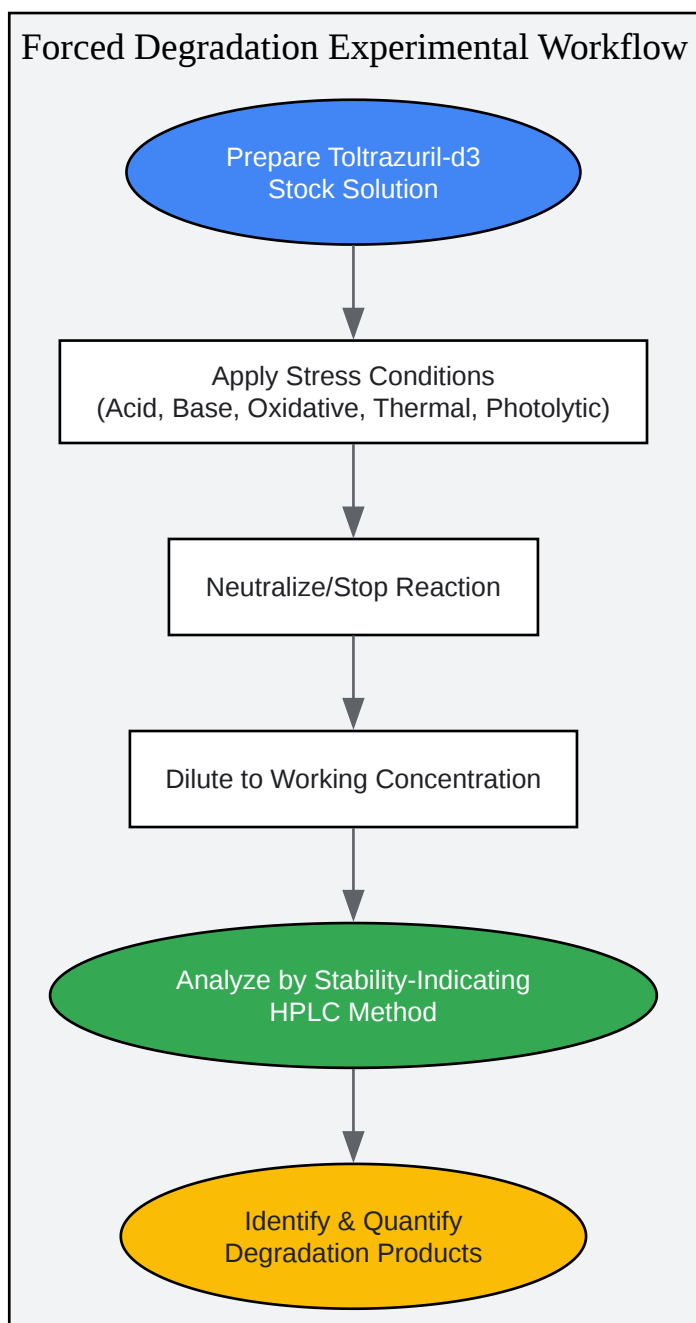 Forced Degradation Experimental Workflow
Prepare Toltrazuril-d3
Stock Solution
Apply Stress Conditions
(Acid, Base, Oxidative, Thermal, Photolytic)
Neutralize/Stop Reaction
Dilute to Working Concentration
Analyze by Stability-Indicating
HPLC Method
Identify & Quantify
Degradation Products